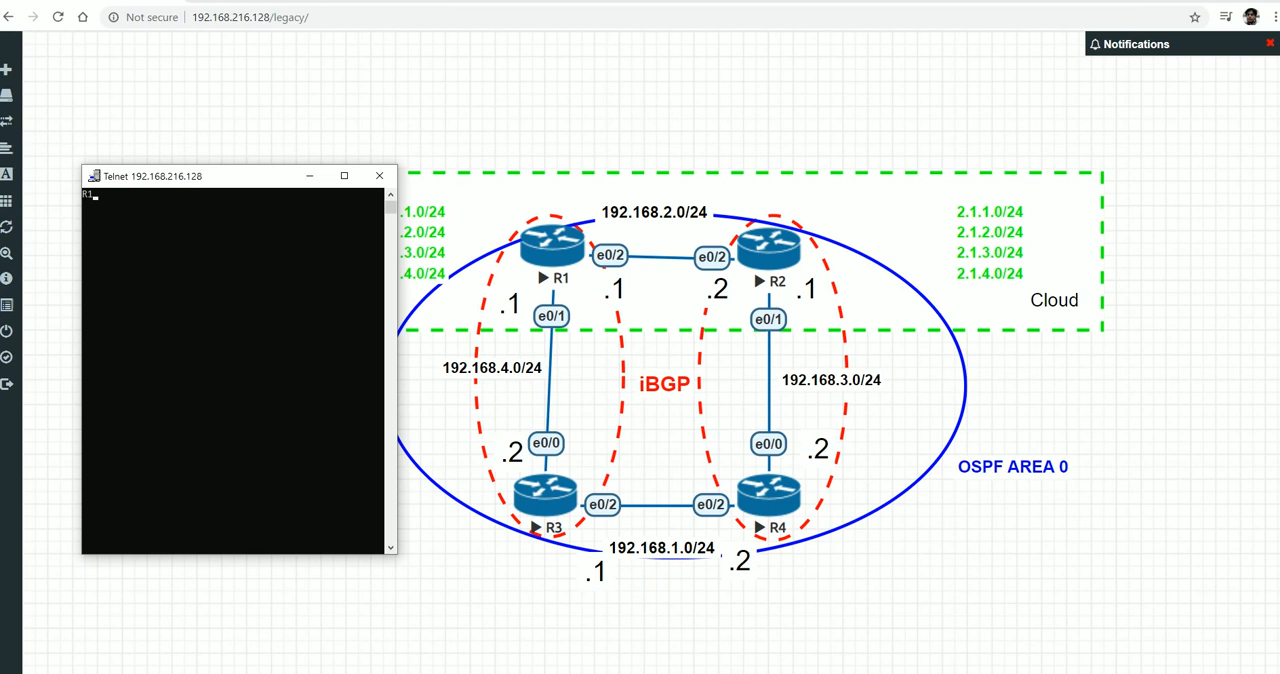 Not secure
192.168.216.128/legacy/
Notifications
Telnet 192.168.216.128
R1
192.168.2.0/24
.1.0/24
.2.0/24
.3.0/24
.4.0/24
2.1.1.0/24
2.1.2.0/24
2.1.3.0/24
2.1.4.0/24
Cloud
e0/2
e0/2
R1
R2
.1
.1
.2
.1
e0/1
e0/1
192.168.4.0/24
iBGP
192.168.3.0/24
.2
e0/0
e0/0
.2
OSPF AREA 0
e0/2
e0/2
R3
R4
192.168.1.0/24
.1
.2